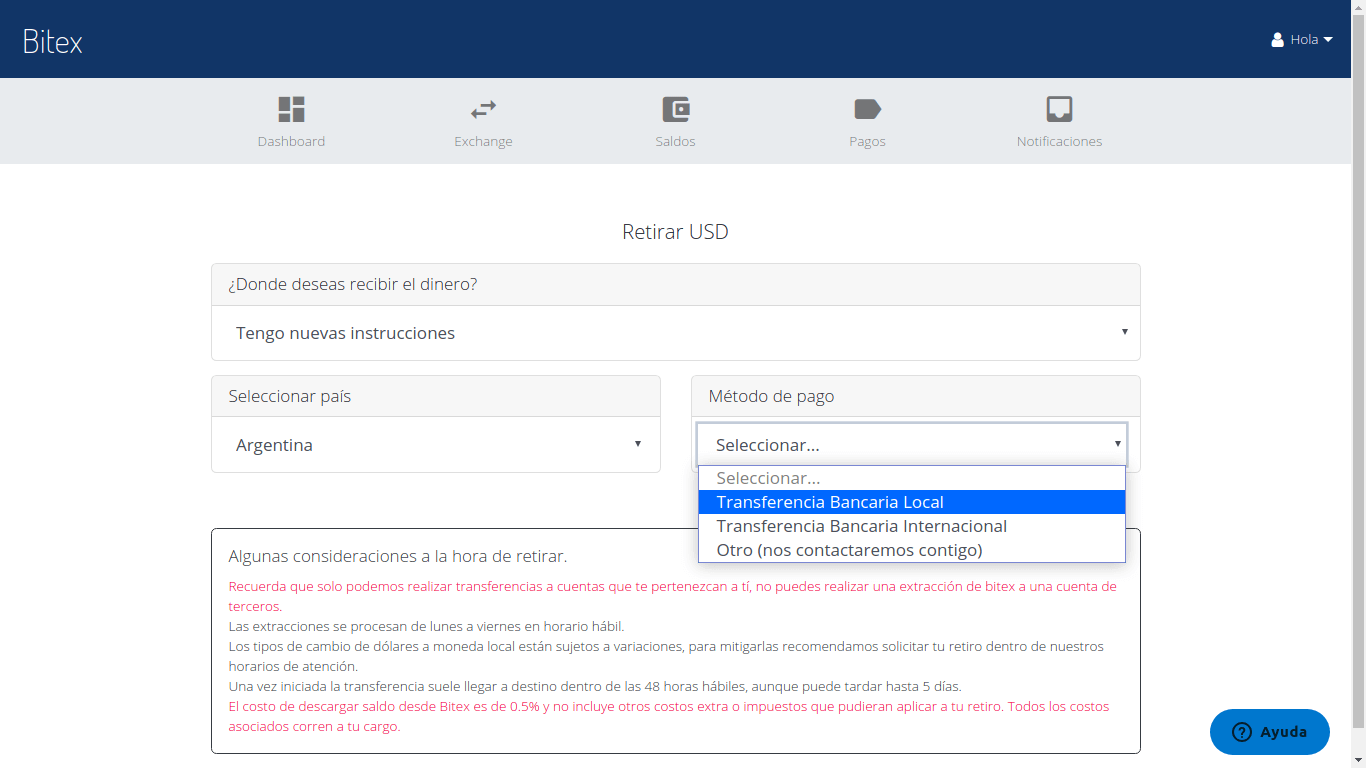 Bitex
Hola
Dashboard
Exchange
Saldos
Pagos
Notificaciones
Retirar USD
¿Donde deseas recibir el dinero?
Tengo nuevas instrucciones
Seleccionar país
Método de pago
Argentina
Seleccionar...
Seleccionar...
Transferencia Bancaria Local
Transferencia Bancaria Internacional
Otro (nos contactaremos contigo)
Algunas consideraciones a la hora de retirar.
Recuerda que solo podemos realizar transferencias a cuentas que te pertenezcan a tí, no puedes realizar una extracción de bitex a una cuenta de
terceros.
Las extracciones se procesan de lunes a viernes en horario hábil.
Los tipos de cambio de dólares a moneda local están sujetos a variaciones, para mitigarlas recomendamos solicitar tu retiro dentro de nuestros
horarios de atención.
Una vez iniciada la transferencia suele llegar a destino dentro de las 48 horas hábiles, aunque puede tardar hasta 5 días.
El costo de descargar saldo desde Bitex es de 0.5% y no incluye otros costos extra o impuestos que pudieran aplicar a tu retiro. Todos los costos
asociados corren a tu cargo.
Ayuda